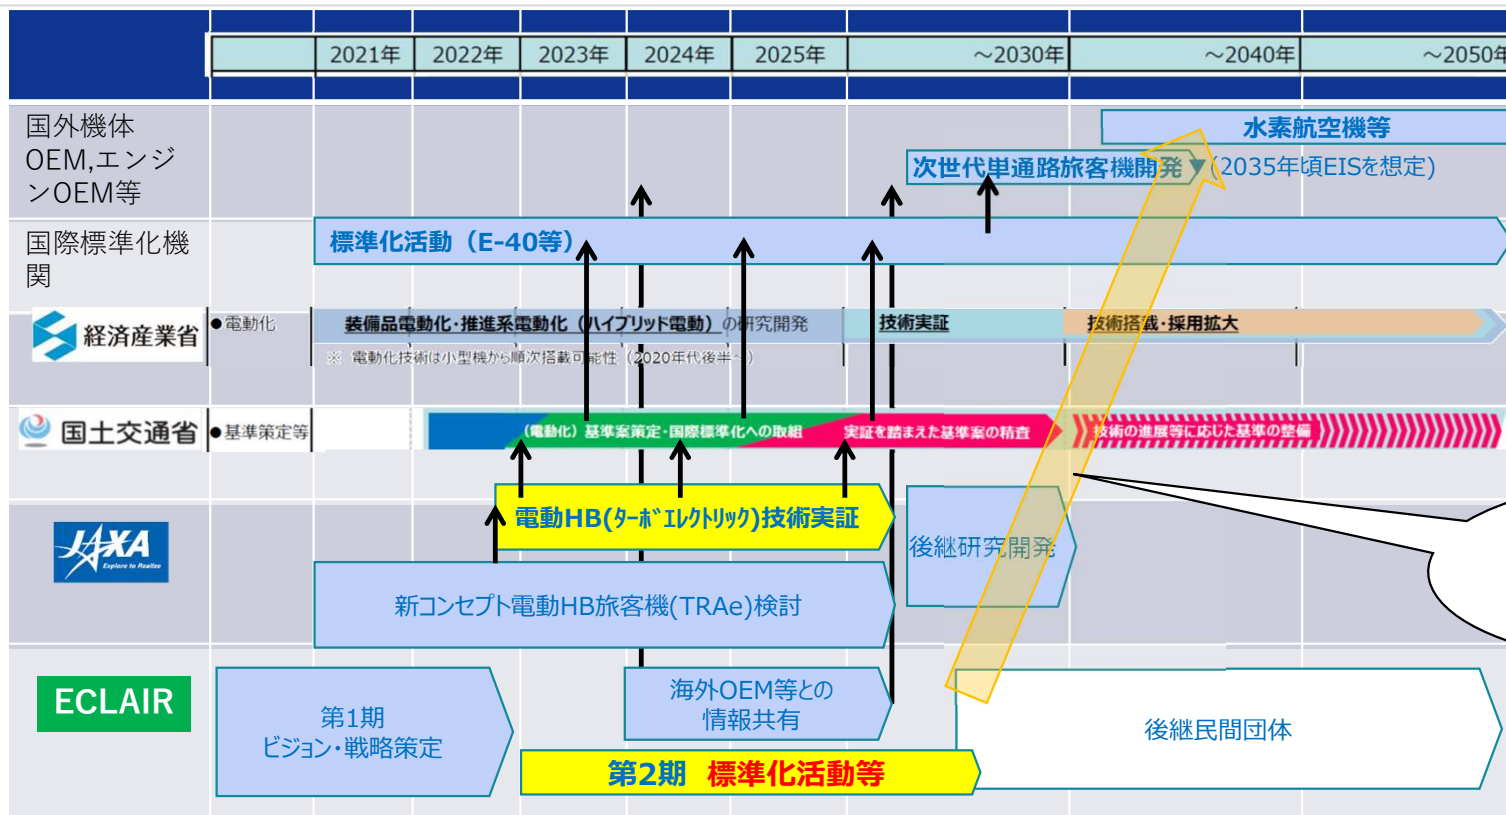 2021年 2022年 2023年 2024年 2025年 ～2030年 ～2040年 ～2050年
国外機体
OEM,エンジ
ンOEM等
水素航空機等
次世代単通路旅客機開発▼(2035年頃EISを想定)
国際標準化機
関
標準化活動（E-40等）
経済産業省
●電動化
装備品電動化・推進系電動化（ハイブリッド電動）の研究開発
技術実証
技術搭載・採用拡大
※ 電動化技術は小型機から順次搭載可能性（2020年代後半～）
国土交通省
●基準策定等
（電動化）基準案策定・国際標準化への取組
実証を踏まえた基準案の精査
技術の進展等に応じた基準の整備
JAXA
Explore to Realize
電動HB(ﾀｰﾎﾞｴﾚｸﾄﾘｯｸ)技術実証
後継研究開発
新コンセプト電動HB旅客機(TRAe)検討
ECLAIR
第1期
ビジョン・戦略策定
海外OEM等との
情報共有
後継民間団体
第2期 標準化活動等